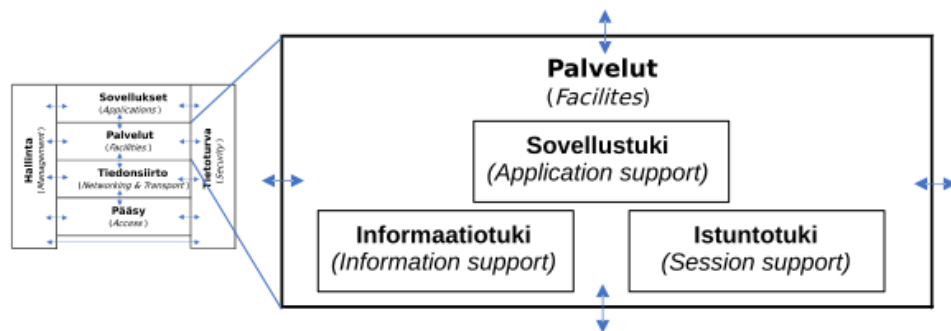 Hallinta
(Management)
Sovellukset
(Applications)
Palvelut
(Facilities)
Tiedonsiirto
(Networking & Transport)
Pääsy
(Access)
Tietoturva
(Security)
Palvelut
(Facilites)
Sovellustuki
(Application support)
Informaatiotuki
(Information support)
Istuntotuki
(Session support)